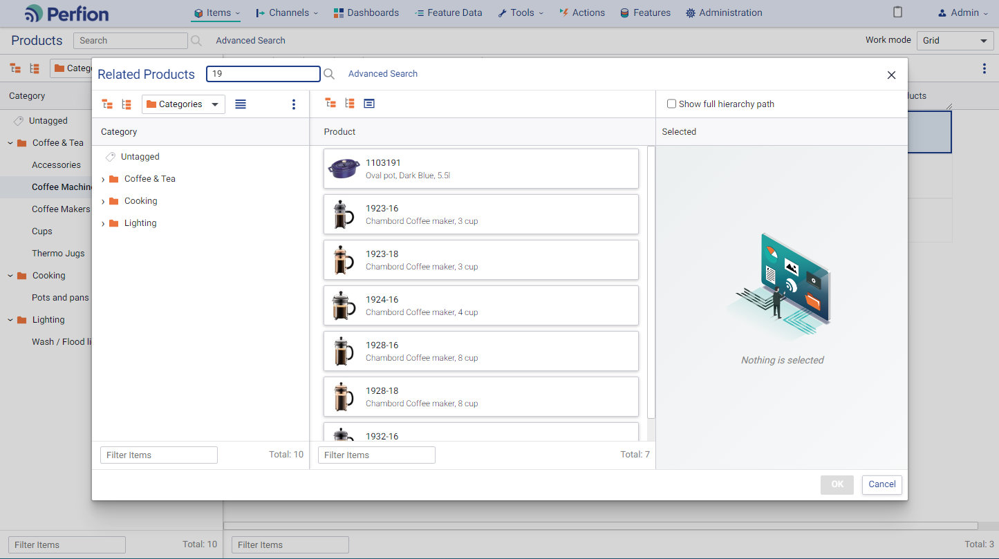 Perfion
Items
Channels
Dashboards
Feature Data
Tools
Actions
Features
Administration
Admin
Products
Search
Advanced Search
Work mode
Grid
Categ
Category
ucts
Untagged
Coffee & Tea
Accessories
Coffee Machin
Coffee Makers
Cups
Thermo Jugs
Cooking
Pots and pans
Lighting
Wash / Flood li
Related Products
19
Advanced Search
Categories
Show full hierarchy path
Category
Product
Selected
Untagged
Coffee & Tea
Cooking
Lighting
1103191
Oval pot, Dark Blue, 5.5l
1923-16
Chambord Coffee maker, 3 cup
1923-18
Chambord Coffee maker, 3 cup
1924-16
Chambord Coffee maker, 4 cup
1928-16
Chambord Coffee maker, 8 cup
1928-18
Chambord Coffee maker, 8 cup
1932-16
Nothing is selected
Filter Items
Total: 10
Filter Items
Total: 7
OK
Cancel
Filter Items
Total: 10
Filter Items
Total: 3